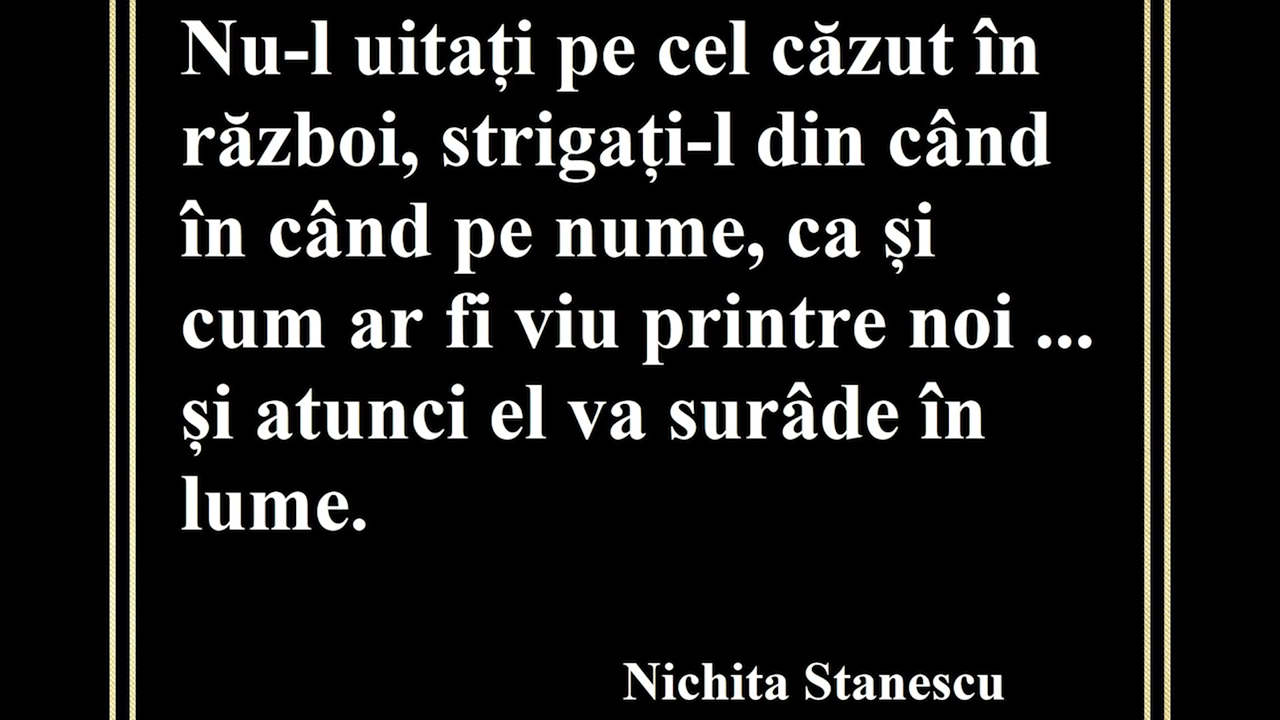 Nu-l uitați pe cel căzut în
război, strigați-l din când
în când pe nume, ca și
cum ar fi viu printre noi ...
și atunci el va surâde în
lume.
Nichita Stanescu